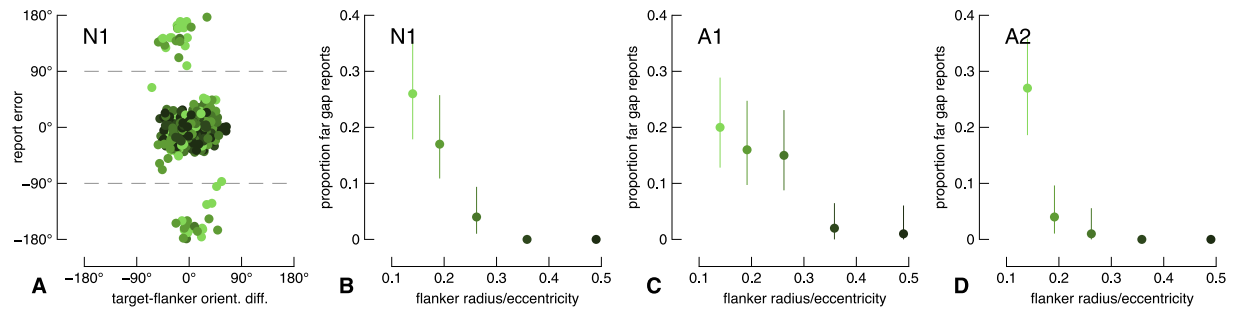 180°
90°
0°
−90°
−180°
report error
N1
−180°
−90°
0°
90°
180°
target-flanker orient. diff.
A
0.4
0.3
0.2
0.1
0.0
proportion far gap reports
N1
0.1
0.2
0.3
0.4
0.5
flanker radius/eccentricity
B
0.4
0.3
0.2
0.1
0.0
proportion far gap reports
A1
0.1
0.2
0.3
0.4
0.5
flanker radius/eccentricity
C
0.4
0.3
0.2
0.1
0.0
proportion far gap reports
A2
0.1
0.2
0.3
0.4
0.5
flanker radius/eccentricity
D